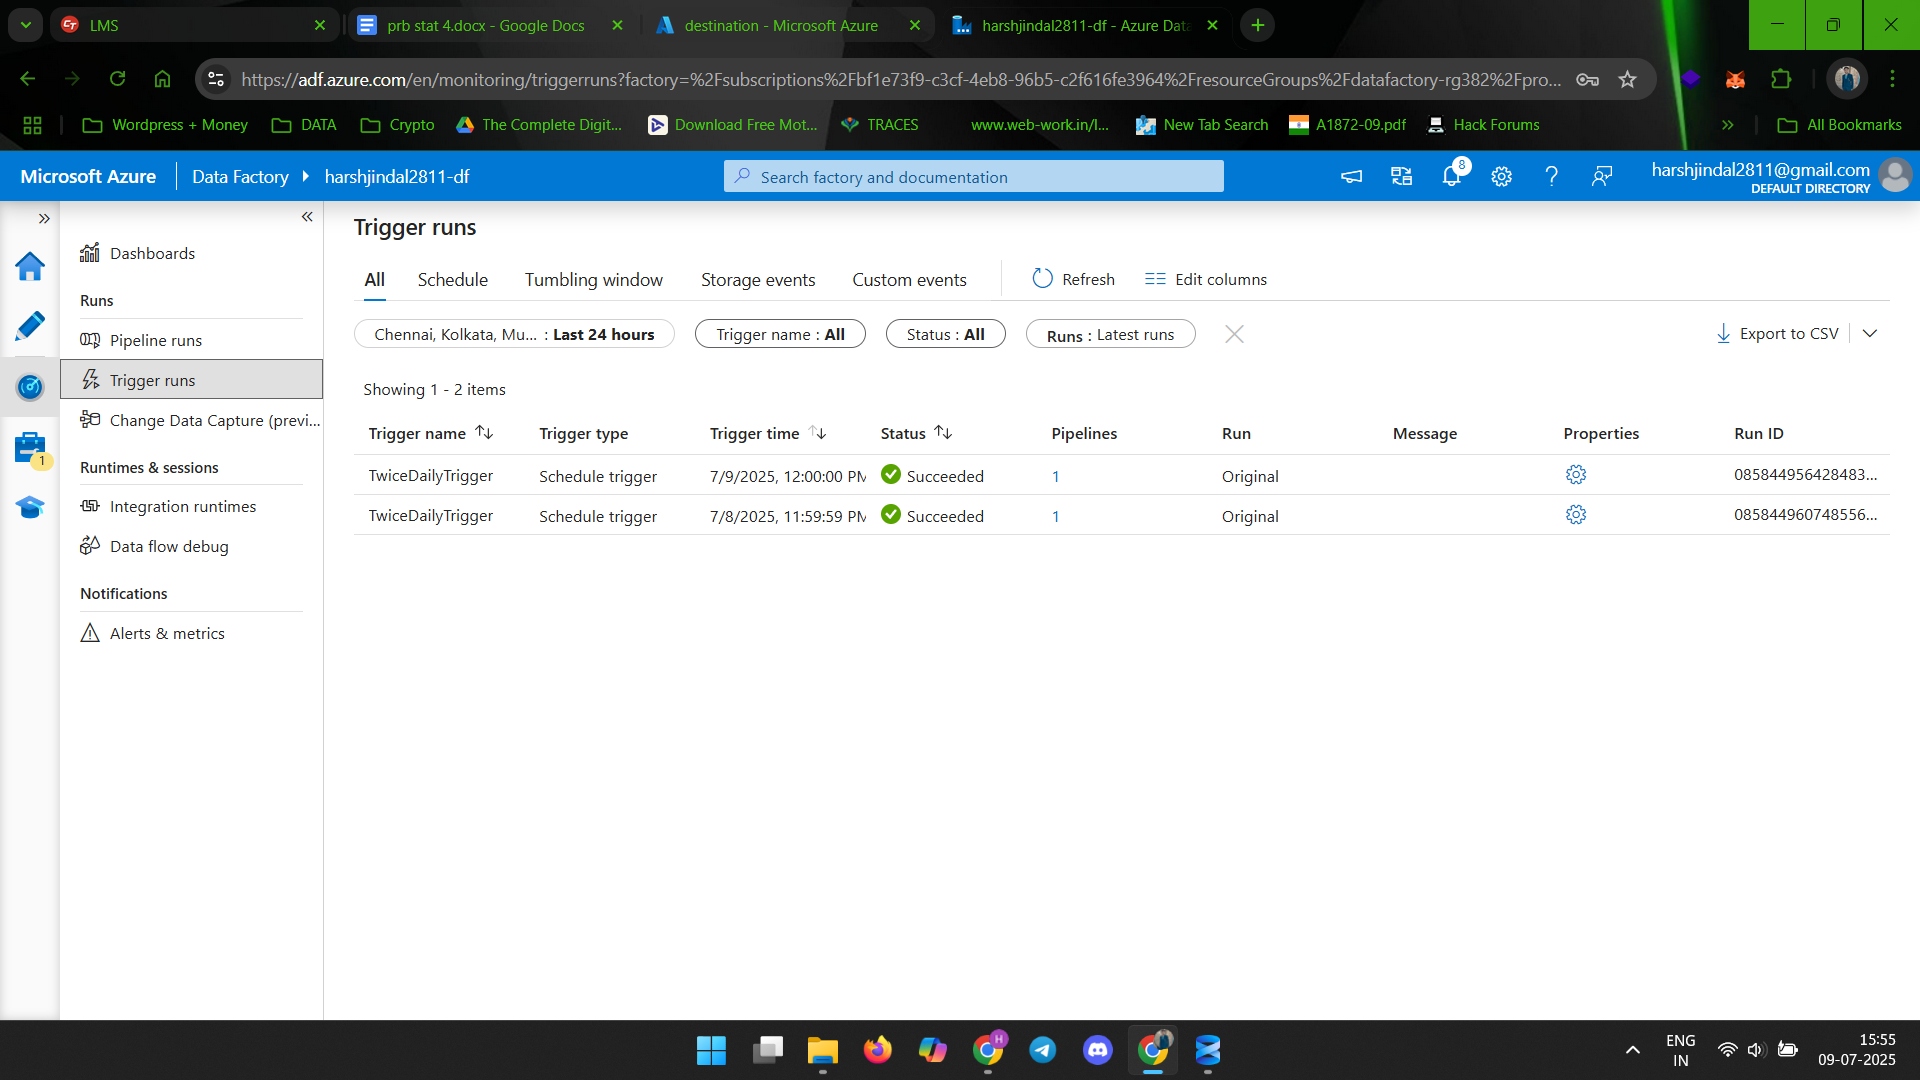 LMS
prb stat 4.docx - Google Docs
destination - Microsoft Azure
harshjindal2811-df - Azure Data
https://adf.azure.com/en/monitoring/triggerruns?factory=%2Fsubscriptions%2Fbf1e73f9-c3cf-4eb8-96b5-c2f616fe3964%2FresourceGroups%2Fdatafactory-rg382%2Fpro...
Wordpress + Money
DATA
Crypto
The Complete Digit...
Download Free Mot...
TRACES
www.web-work.in/l...
New Tab Search
A1872-09.pdf
Hack Forums
All Bookmarks
Microsoft Azure
Data Factory
harshjindal2811-df
Search factory and documentation
8
harshjindal2811@gmail.com
DEFAULT DIRECTORY
Dashboards
Runs
Pipeline runs
Trigger runs
Change Data Capture (previ...
1
Runtimes & sessions
Integration runtimes
Data flow debug
Notifications
Alerts & metrics
Trigger runs
All Schedule Tumbling window Storage events Custom events Refresh Edit columns
Chennai, Kolkata, Mu... : Last 24 hours Trigger name : All Status : All Runs : Latest runs Export to CSV
Showing 1 - 2 items
Trigger name Trigger type Trigger time Status Pipelines Run Message Properties Run ID
TwiceDailyTrigger Schedule trigger 7/9/2025, 12:00:00 PM Succeeded 1 Original 085844956428483...
TwiceDailyTrigger Schedule trigger 7/8/2025, 11:59:59 PM Succeeded 1 Original 085844960748556...
H
ENG
IN
15:55
09-07-2025